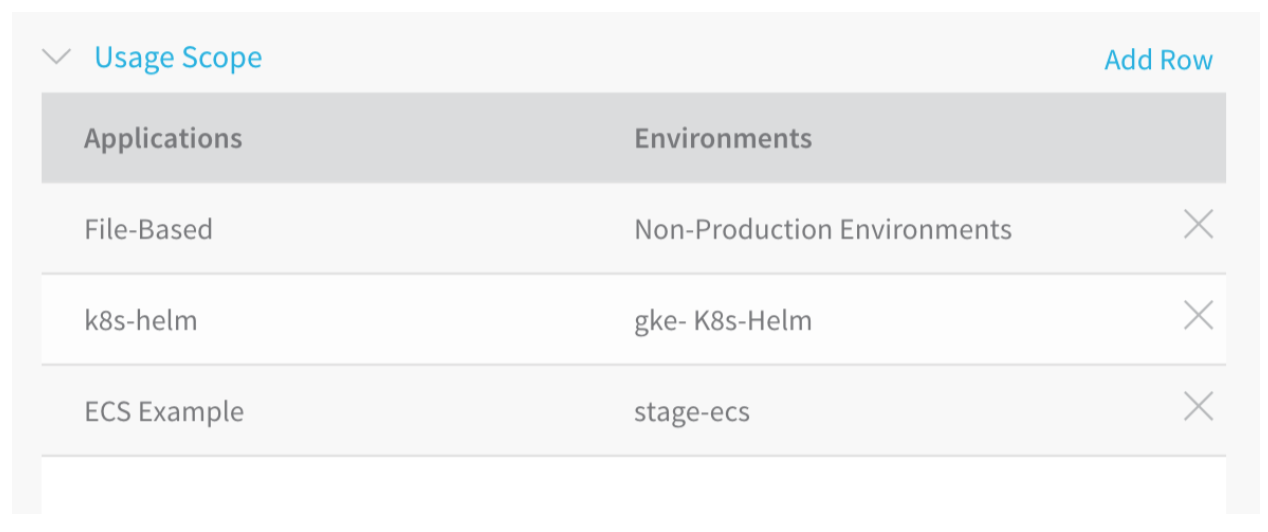 Usage Scope
Add Row
Applications Environments
File-Based Non-Production Environments
k8s-helm gke- K8s-Helm
ECS Example stage-ecs